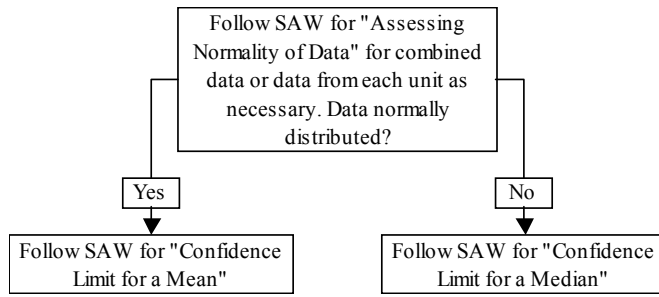 Follow SAW for "Assessing
Normality of Data" for combined
data or data from each unit as
necessary. Data normally
distributed?
Yes
No
Follow SAW for "Confidence
Limit for a Mean"
Follow SAW for "Confidence
Limit for a Median"